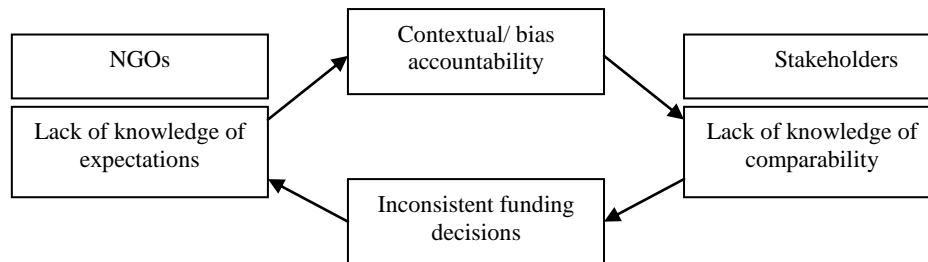 Contextual/ bias
accountability
NGOs
Stakeholders
Lack of knowledge of
expectations
Lack of knowledge of
comparability
Inconsistent funding
decisions